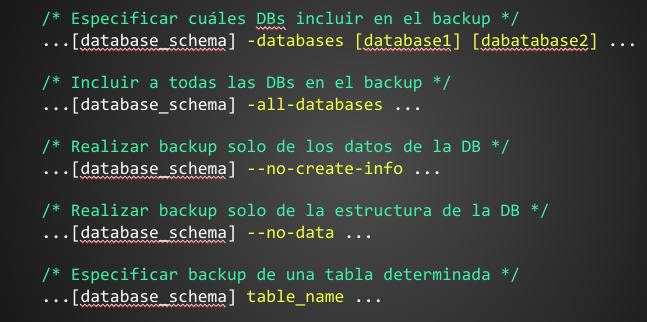 /* Especificar cuáles DBs incluir en el backup */
...[database_schema] -databases [database1] [dabatabase2] ...
/* Incluir a todas las DBs en el backup */
...[database_schema] -all-databases ...
/* Realizar backup solo de los datos de la DB */
...[database_schema] --no-create-info ...
/* Realizar backup solo de la estructura de la DB */
...[database_schema] --no-data ...
/* Especificar backup de una tabla determinada */
...[database_schema] table_name ...